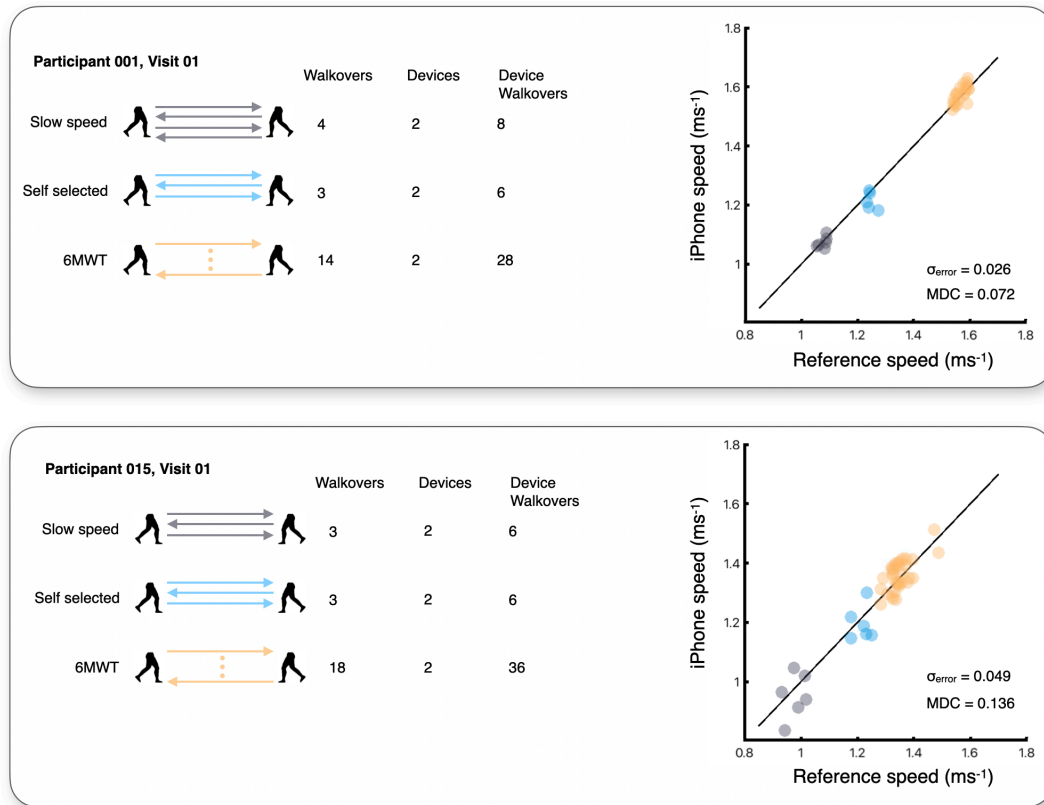 Participant 001, Visit 01
Walkovers Devices Device Walkovers
Slow speed 4 2 8
Self selected 3 2 6
6MWT 14 2 28
iPhone speed (ms-1)
1.8
1.6
1.4
1.2
1
0.8 1 1.2 1.4 1.6 1.8
σerror = 0.026
MDC = 0.072
Reference speed (ms-1)
Participant 015, Visit 01
Walkovers Devices Device Walkovers
Slow speed 3 2 6
Self selected 3 2 6
6MWT 18 2 36
iPhone speed (ms-1)
1.8
1.6
1.4
1.2
1
0.8 1 1.2 1.4 1.6 1.8
σerror = 0.049
MDC = 0.136
Reference speed (ms-1)